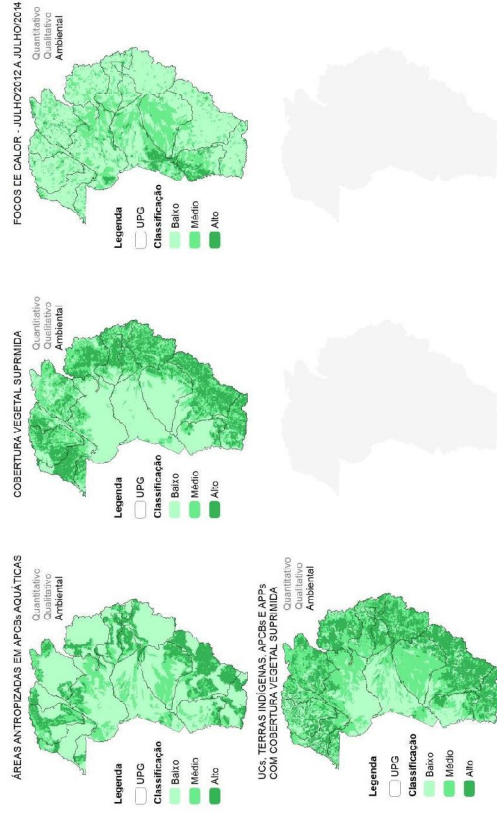 ÁREAS ANTROPIZADAS EM APCBs AQUÁTICAS
Quantitativo
Qualitativo
Ambiental
Legenda
UPG
Classificação
Baixo
Médio
Alto
COBERTURA VEGETAL SUPRMIDA
Quantitativo
Qualitativo
Ambiental
Legenda
UPG
Classificação
Baixo
Médio
Alto
FOCOS DE CALOR - JULHO/2012 A JULHO/2014
Quantitativo
Qualitativo
Ambiental
Legenda
UPG
Classificação
Baixo
Médio
Alto
UCs, TERRAS INDÍGENAS, APCBs E APPs
COM COBERTURA VEGETAL SUPRIMIDA
Quantitativo
Qualitativo
Ambiental
Legenda
UPG
Classificação
Baixo
Médio
Alto